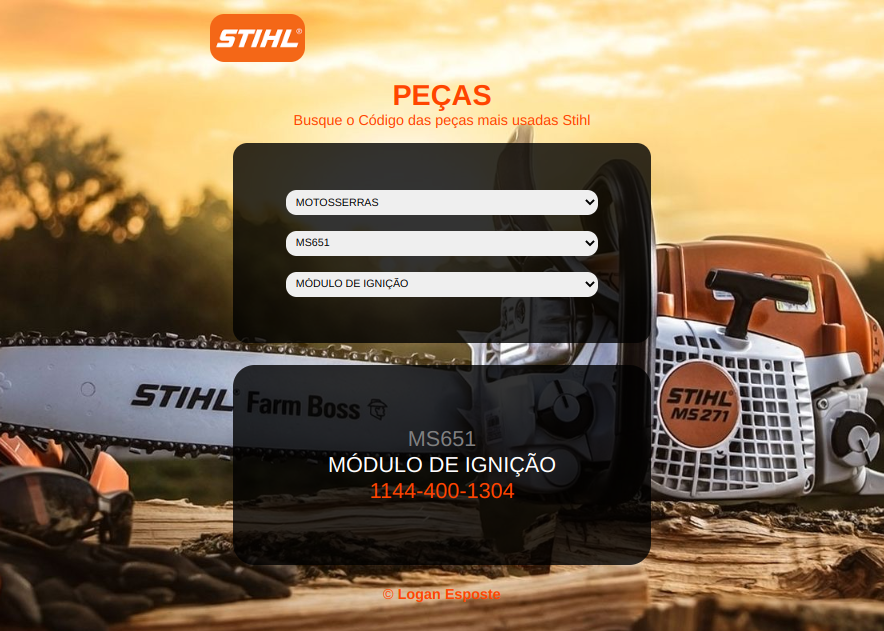 STIHL®
PEÇAS
Busque o Código das peças mais usadas Stihl
MOTOSSERRAS
MS651
MÓDULO DE IGNIÇÃO
STIHL Farm Boss
STIHL
MS 271
MS651
MÓDULO DE IGNIÇÃO
1144-400-1304
© Logan Esposte